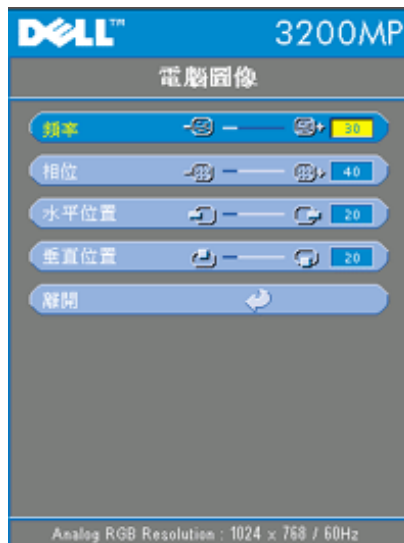 DELL™ 3200MP
電腦圖像
頻率 - + 30
相位 - + 40
水平位置 20
垂直位置 20
離開
Analog RGB Resolution : 1024 x 768 / 60Hz